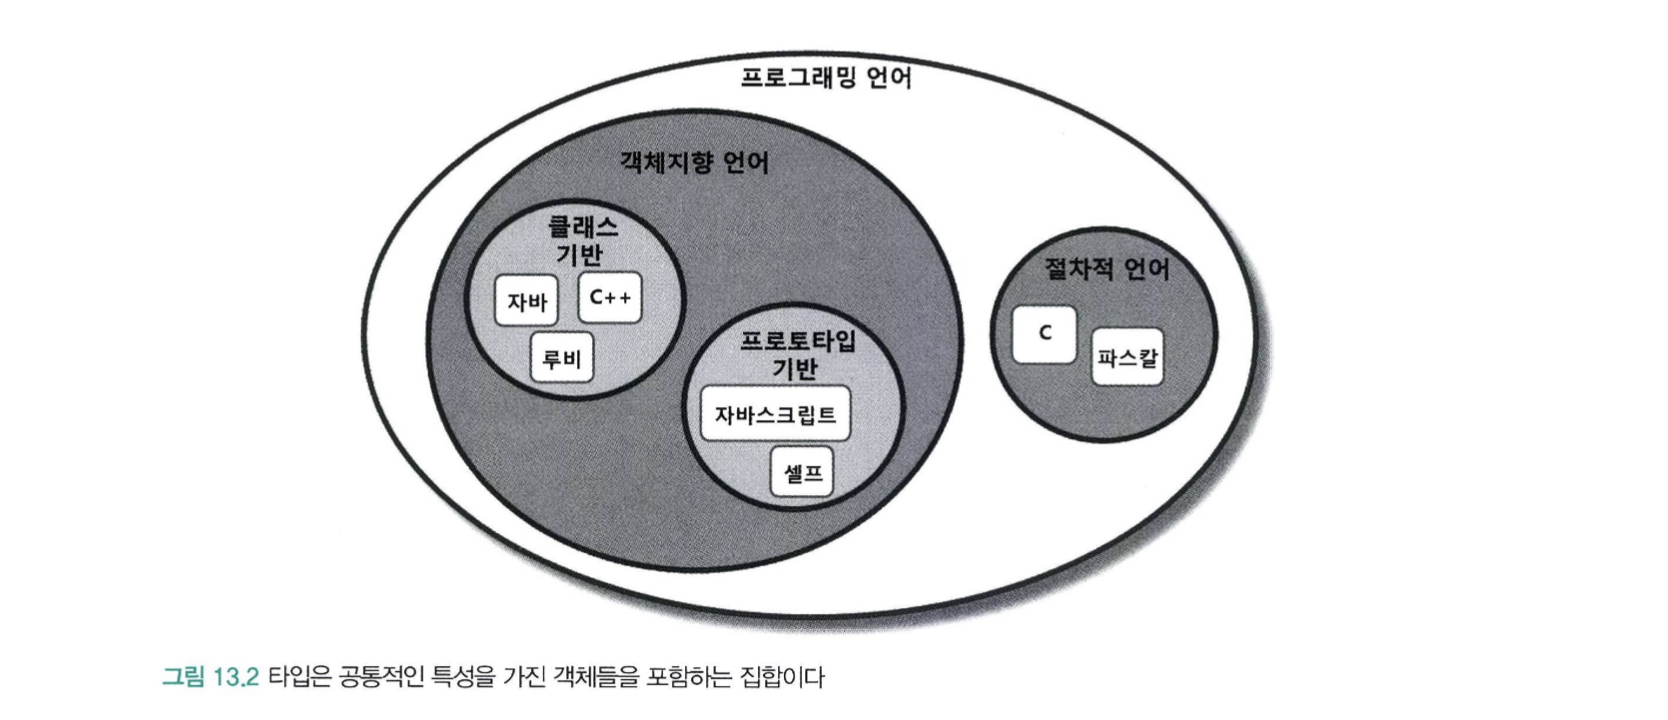 프로그래밍 언어
객체지향 언어
클래스
기반
자바
C++
루비
프로토타입
기반
자바스크립트
셀프
절차적 언어
C
파스칼
그림 13.2 타입은 공통적인 특성을 가진 객체들을 포함하는 집합이다